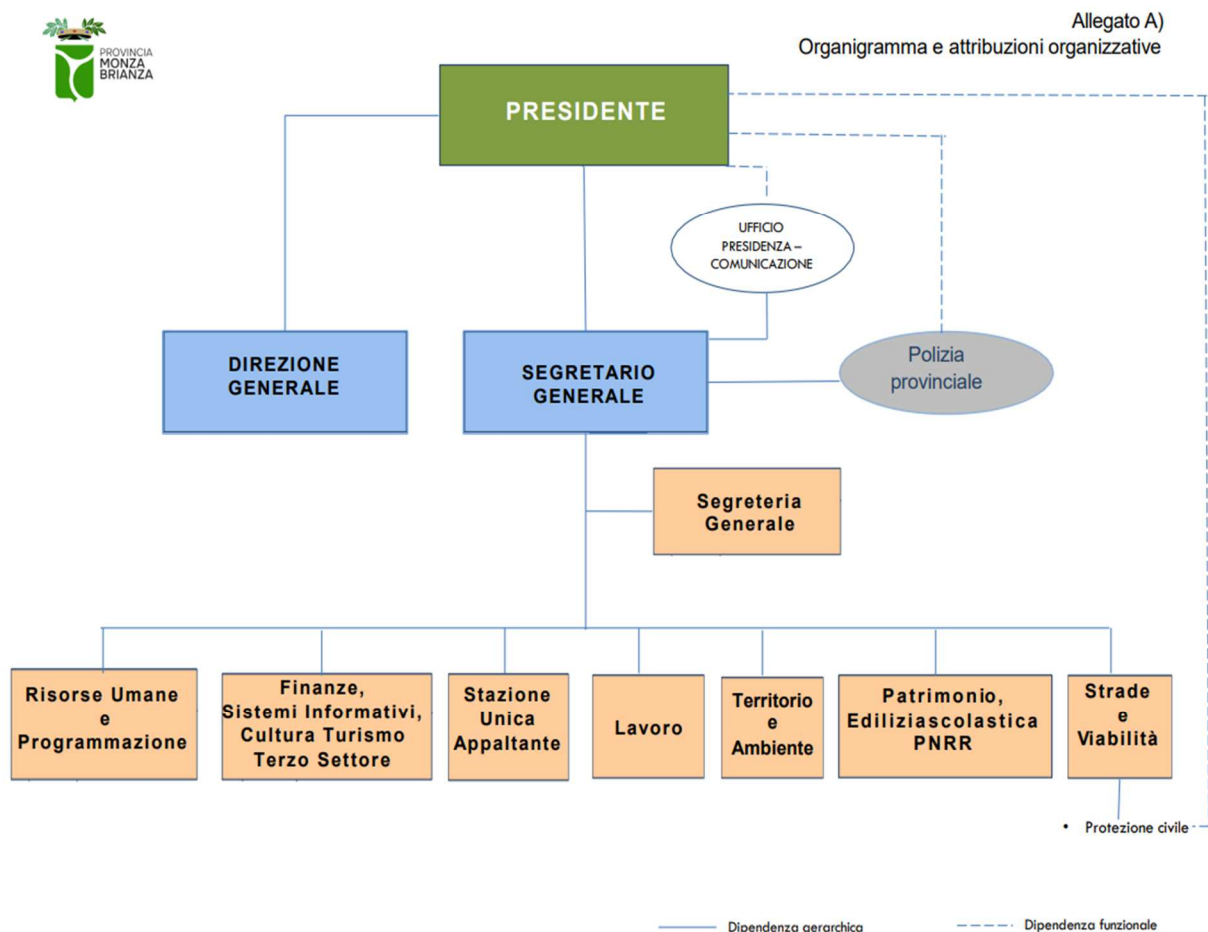 PROVINCIA
MONZA
BRIANZA
Allegato A)
Organigramma e attribuzioni organizzative
PRESIDENTE
UFFICIO
PRESIDENZA –
COMUNICAZIONE
DIREZIONE
GENERALE
SEGRETARIO
GENERALE
Polizia
provinciale
Segreteria
Generale
Risorse Umane
e
Programmazione
Finanze,
Sistemi Informativi,
Cultura Turismo
Terzo Settore
Stazione
Unica
Appaltante
Lavoro
Territorio
e
Ambiente
Patrimonio,
Ediliziascolastica
PNRR
Strade
e
Viabilità
• Protezione civile
Dipendenza gerarchica
Dipendenza funzionale